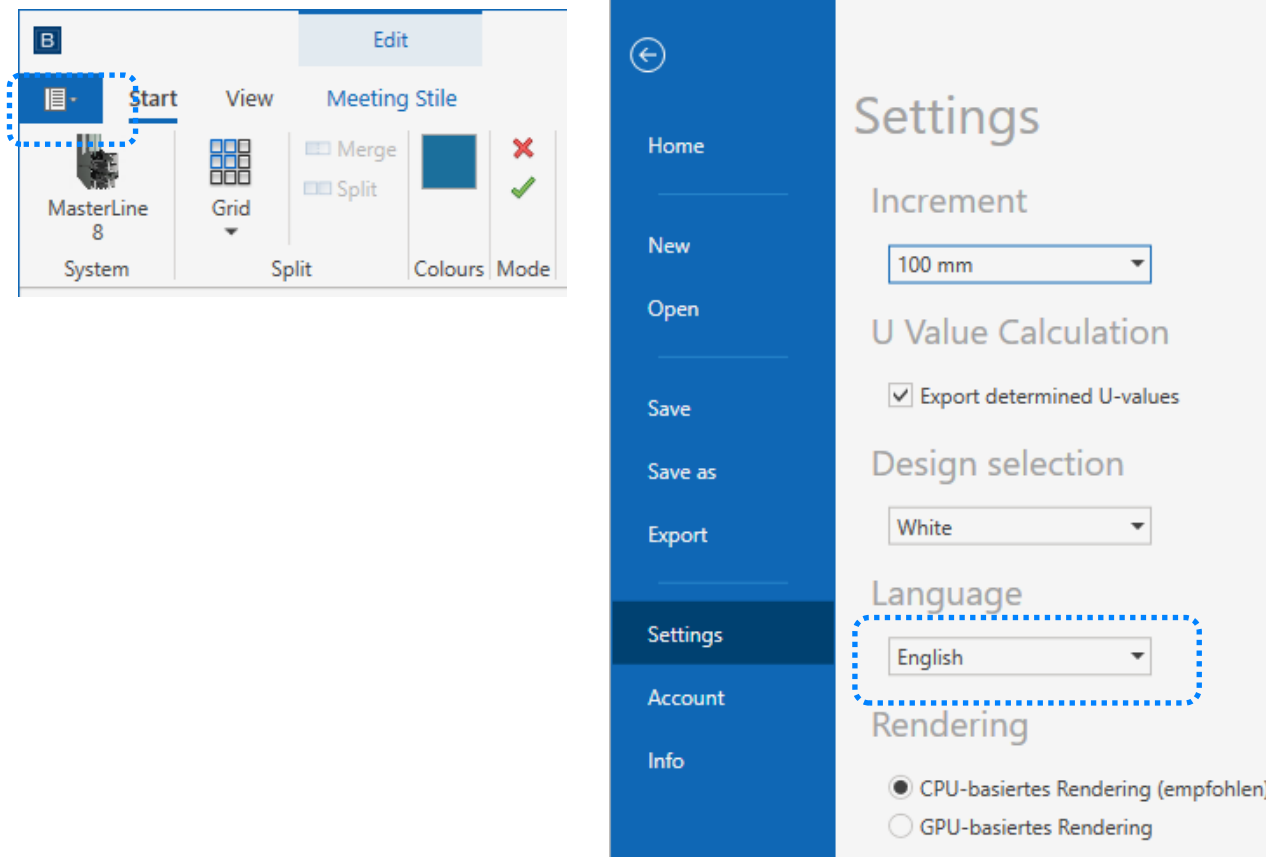 B
Edit
Start View Meeting Stile
Merge
Split
MasterLine
8
Grid
System Split Colours Mode
Home
New
Open
Save
Save as
Export
Settings
Account
Info
Settings
Increment
100 mm
U Value Calculation
Export determined U-values
Design selection
White
Language
English
Rendering
CPU-basiertes Rendering (empfohlen)
GPU-basiertes Rendering